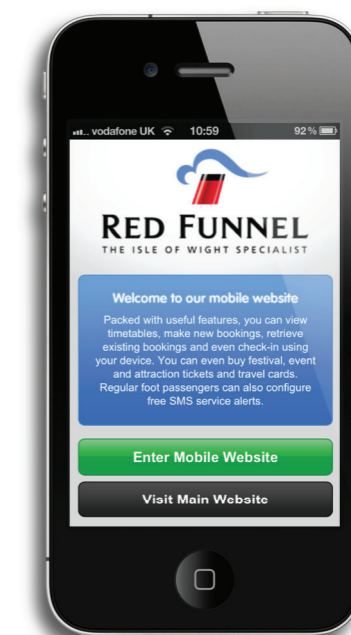 vodafone UK 10:59 92%
RED FUNNEL
THE ISLE OF WIGHT SPECIALIST
Welcome to our mobile website
Packed with useful features, you can view
timetables, make new bookings, retrieve
existing bookings and even check-in using
your device. You can even buy festival, event
and attraction tickets and travel cards.
Regular foot passengers can also configure
free SMS service alerts.
Enter Mobile Website
Visit Main Website